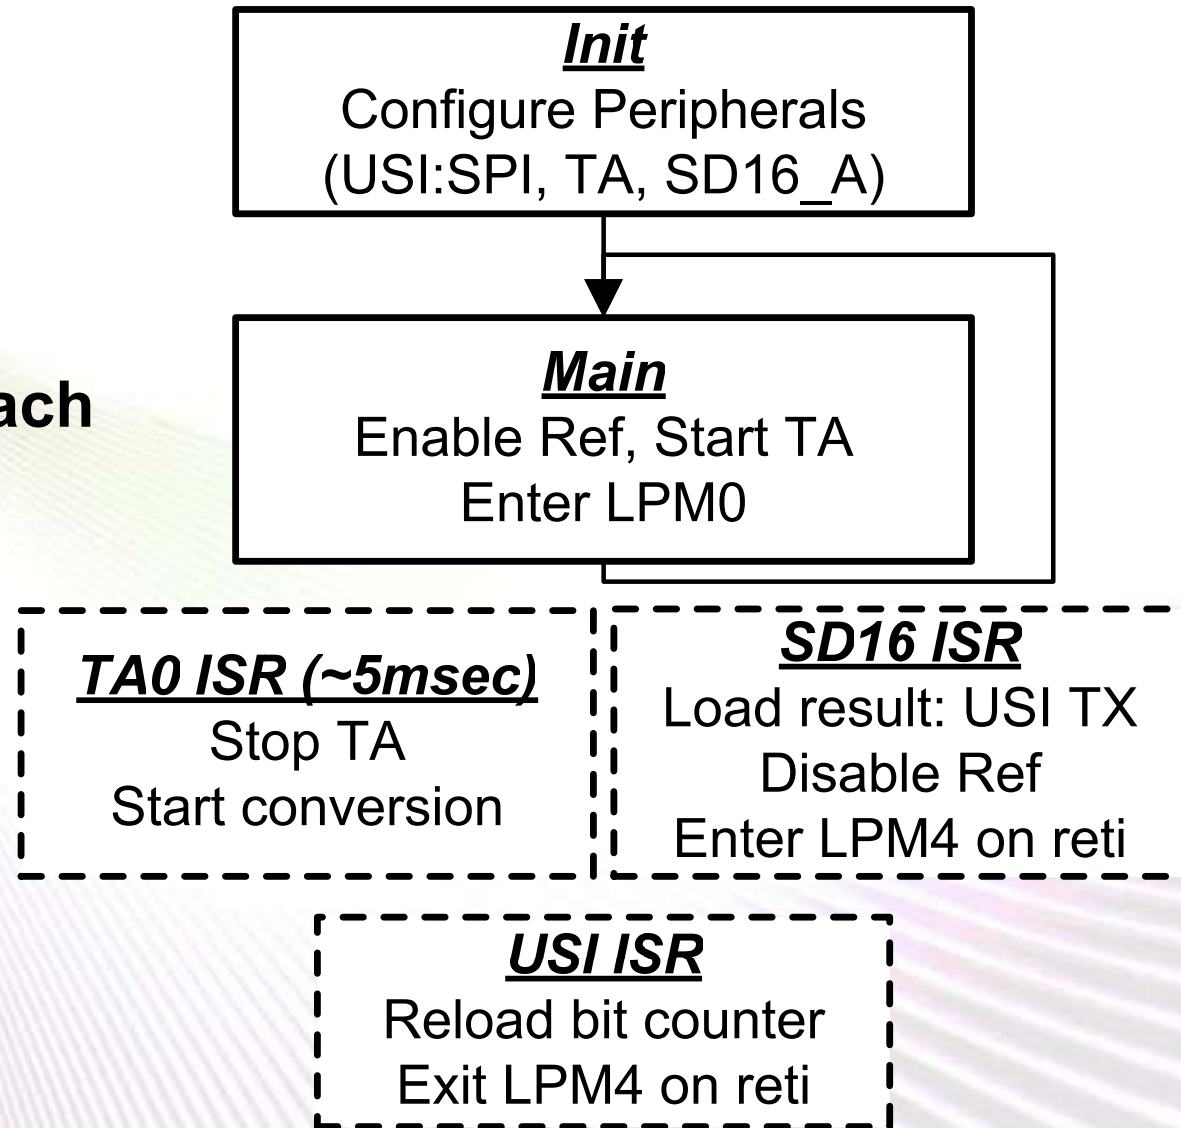 Init
Configure Peripherals
(USI:SPI, TA, SD16_A)
Main
Enable Ref, Start TA
Enter LPM0
TA0 ISR (~5msec)
Stop TA
Start conversion
SD16 ISR
Load result: USI TX
Disable Ref
Enter LPM4 on reti
USI ISR
Reload bit counter
Exit LPM4 on reti